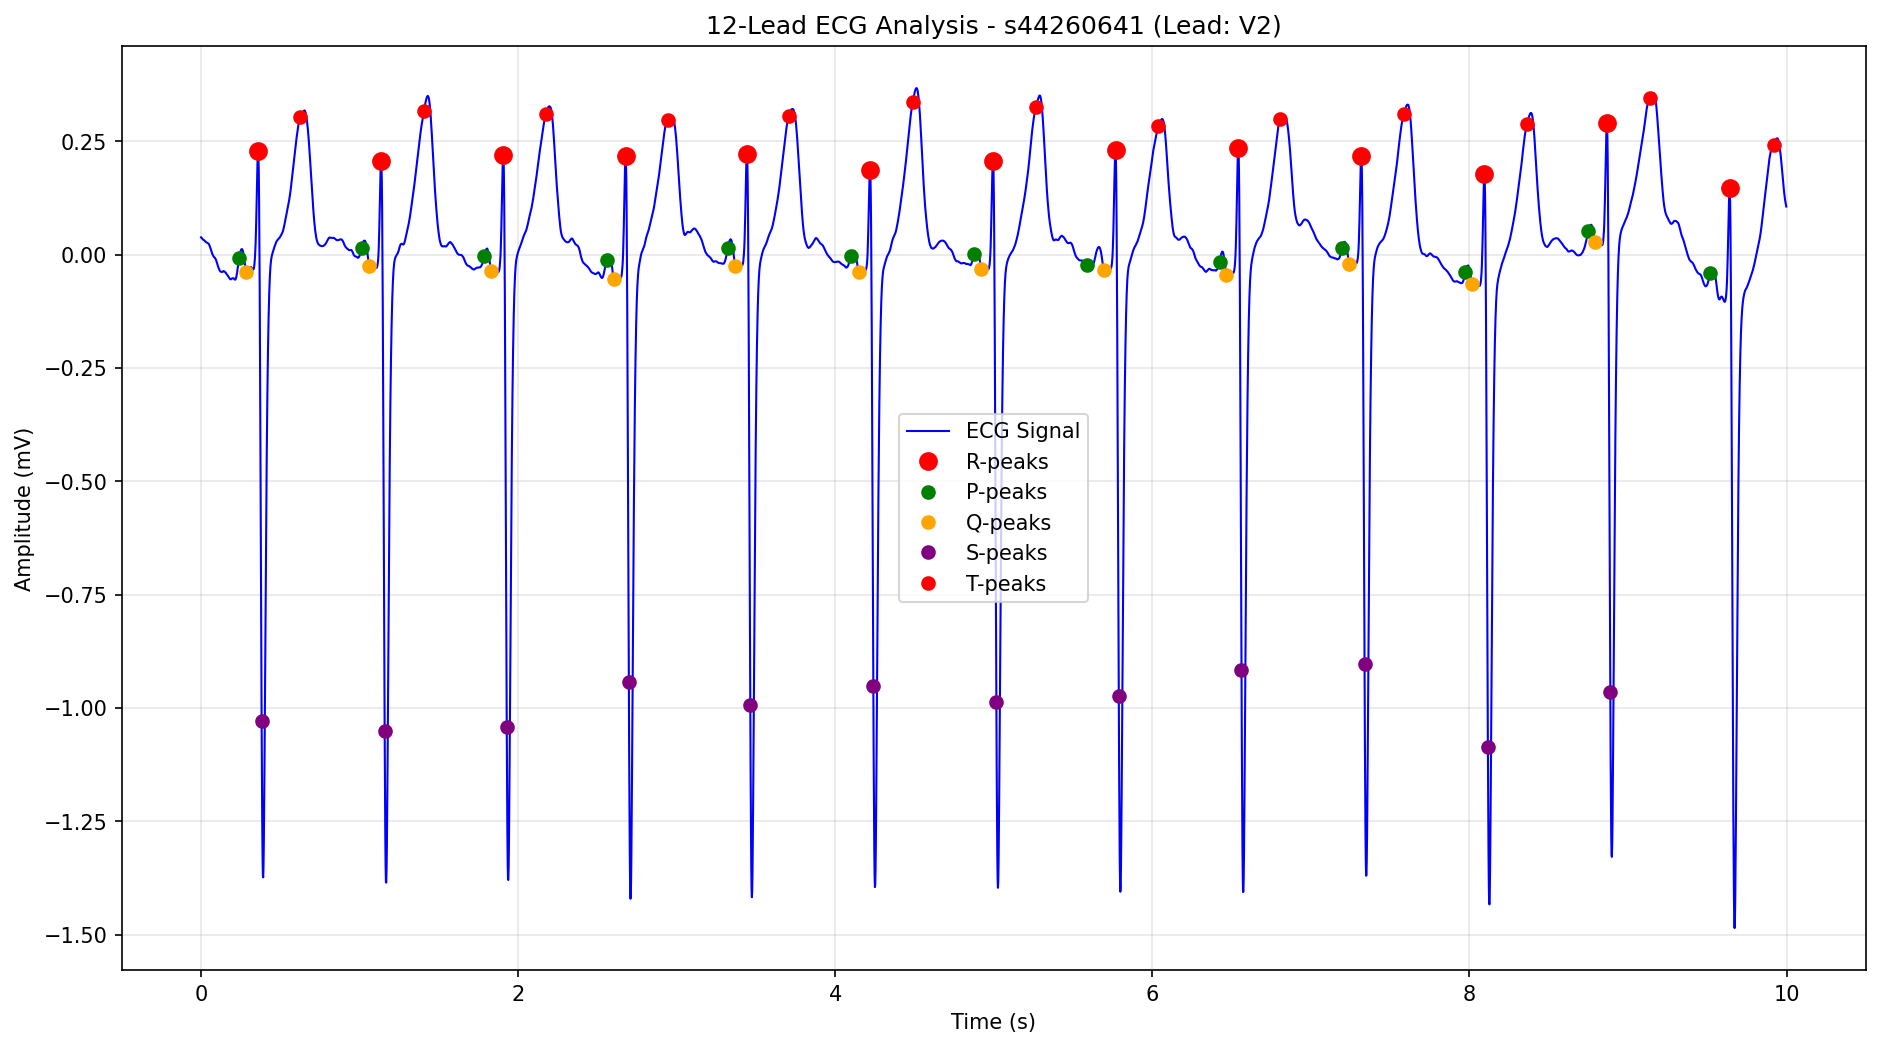 12-Lead ECG Analysis - s44260641 (Lead: V2)
Amplitude (mV)
0.25
0.00
−0.25
−0.50
−0.75
−1.00
−1.25
−1.50
ECG Signal
R-peaks
P-peaks
Q-peaks
S-peaks
T-peaks
0 2 4 6 8 10
Time (s)